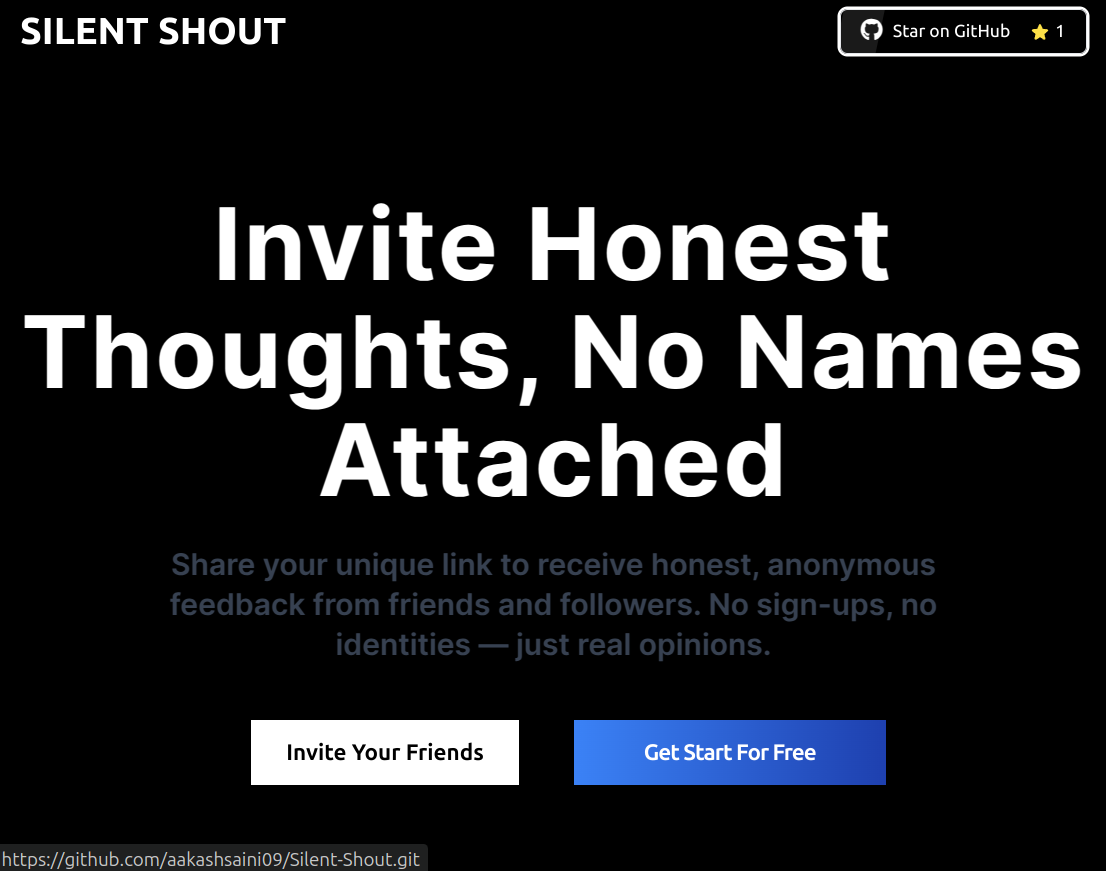 SILENT SHOUT
Star on GitHub ⭐ 1
Invite Honest
Thoughts, No Names
Attached
Share your unique link to receive honest, anonymous
feedback from friends and followers. No sign-ups, no
identities — just real opinions.
Invite Your Friends
Get Start For Free
https://github.com/aakashsaini09/Silent-Shout.git